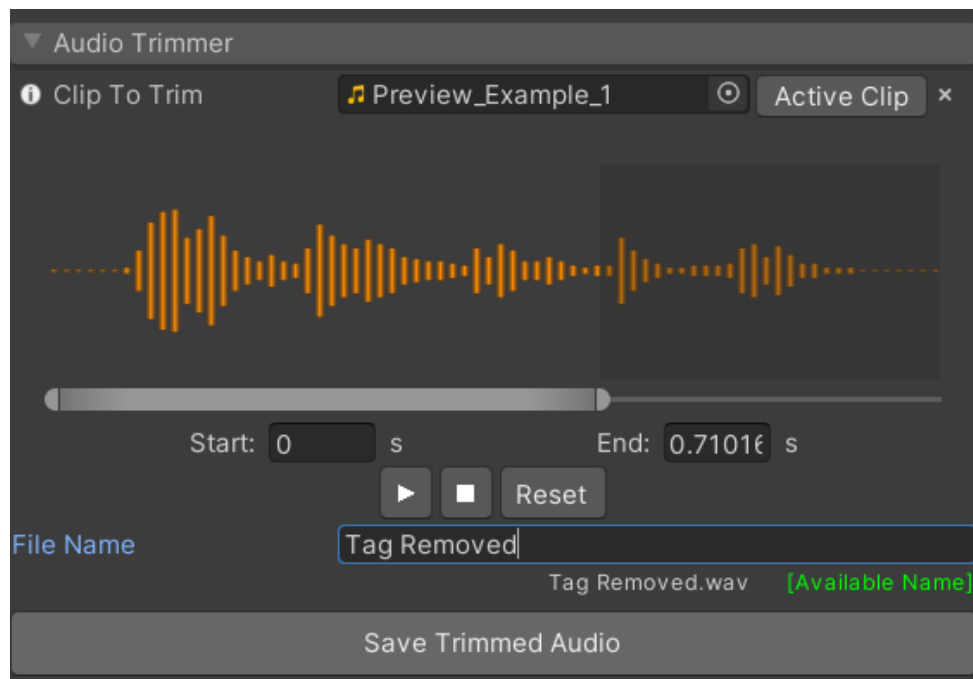 Audio Trimmer
Clip To Trim Preview_Example_1 Active Clip ×
Start: 0 s End: 0.71016 s
Reset
File Name Tag Removed
Tag Removed.wav [Available Name]
Save Trimmed Audio